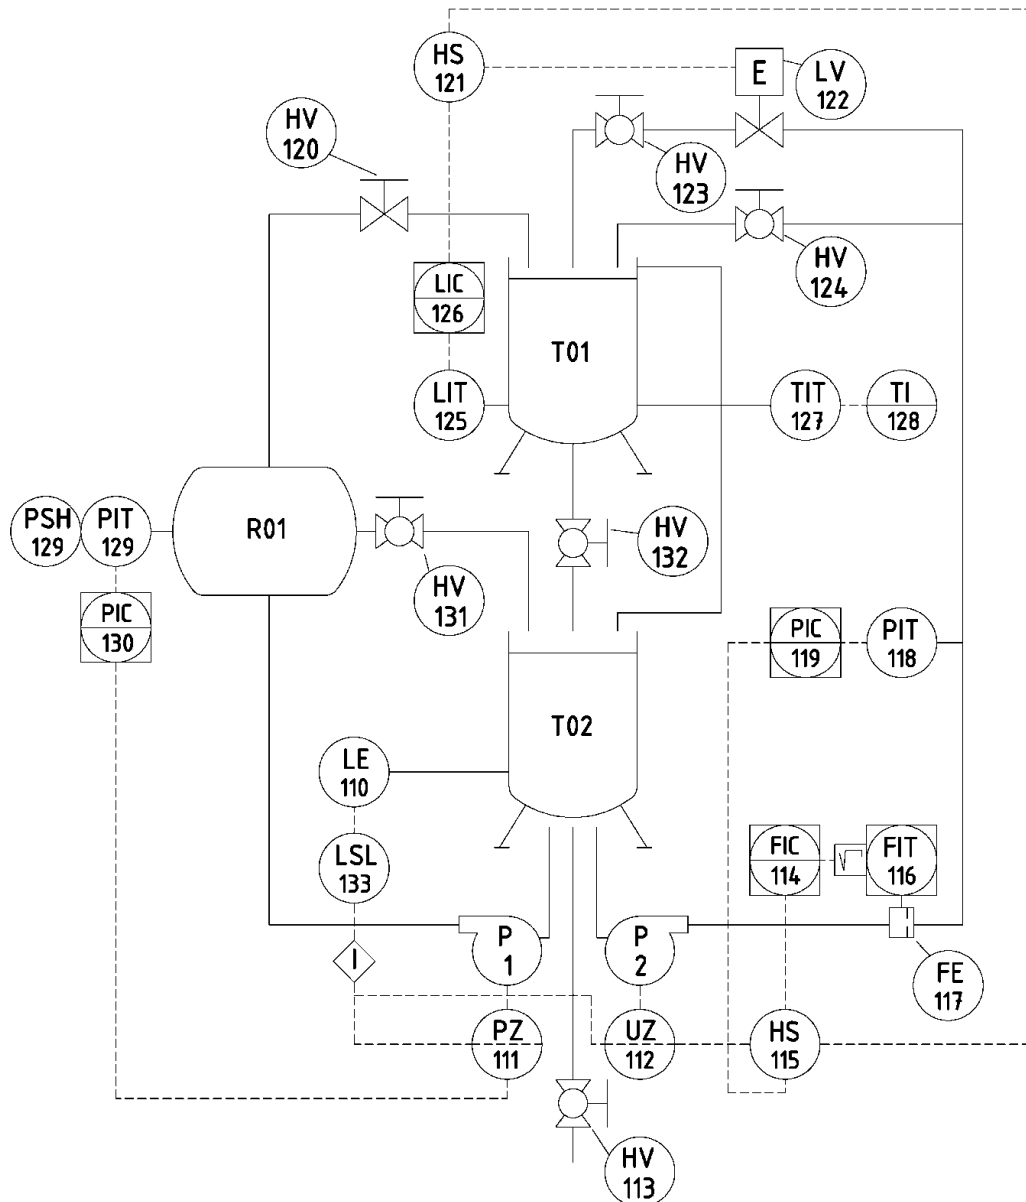 HS
121
E
LV
122
HV
120
HV
123
HV
124
LIC
126
T01
LIT
125
TIT
127
TI
128
PSH
129
PIT
129
R01
HV
131
HV
132
PIC
130
PIC
119
PIT
118
T02
LE
110
LSL
133
FIC
114
√
FIT
116
I
P
1
P
2
FE
117
PZ
111
UZ
112
HS
115
HV
113